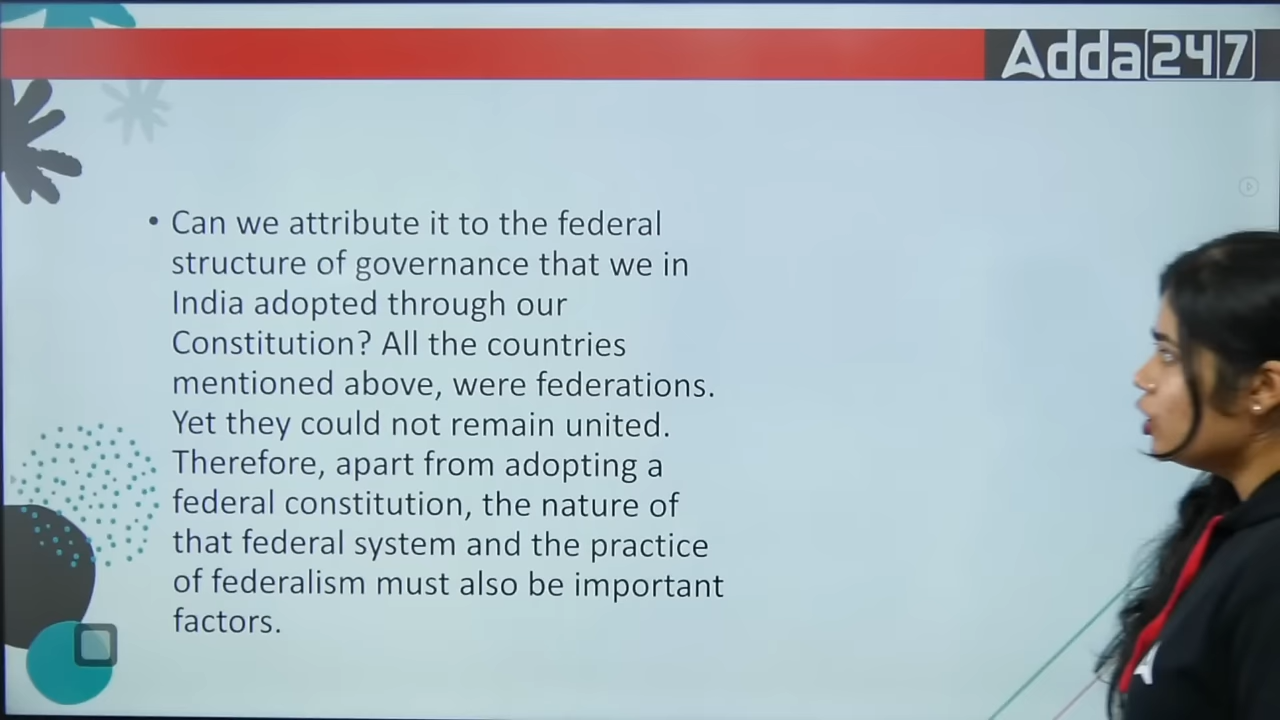 Adda247
• Can we attribute it to the federal
structure of governance that we in
India adopted through our
Constitution? All the countries
mentioned above, were federations.
Yet they could not remain united.
Therefore, apart from adopting a
federal constitution, the nature of
that federal system and the practice
of federalism must also be important
factors.